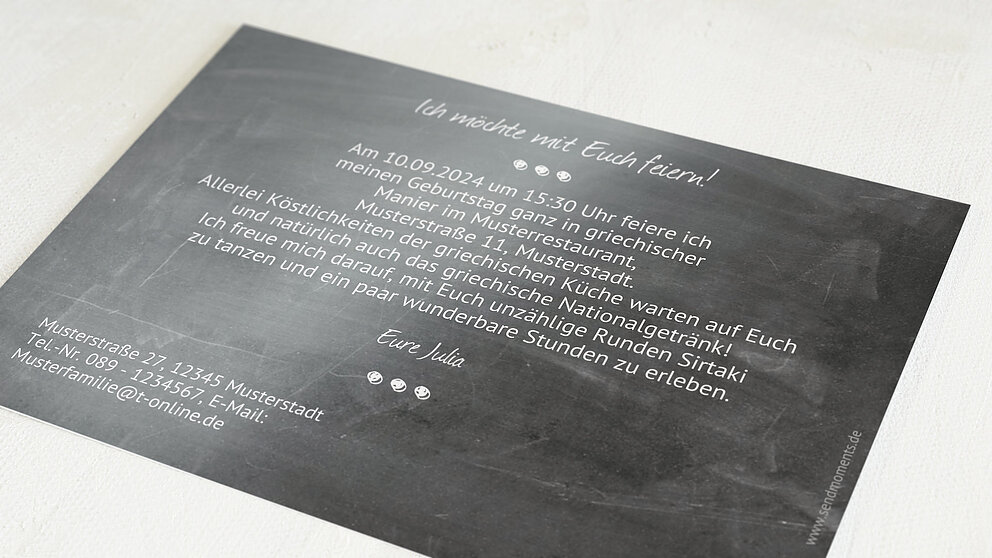 Ich möchte mit Euch feiern!
Am 10.09.2024 um 15:30 Uhr feiere ich
meinen Geburtstag ganz in griechischer
Manier im Musterrestaurant,
Musterstraße 11, Musterstadt.
Allerlei Köstlichkeiten der griechischen Küche warten auf Euch
und natürlich auch das griechische Nationalgetränk!
Ich freue mich darauf, mit Euch unzählige Runden Sirtaki
zu tanzen und ein paar wunderbare Stunden zu erleben.
Eure Julia
Musterstraße 27, 12345 Musterstadt
Tel.-Nr. 089 - 1234567, E-Mail:
Musterfamilie@t-online.de
www.sendmoments.de